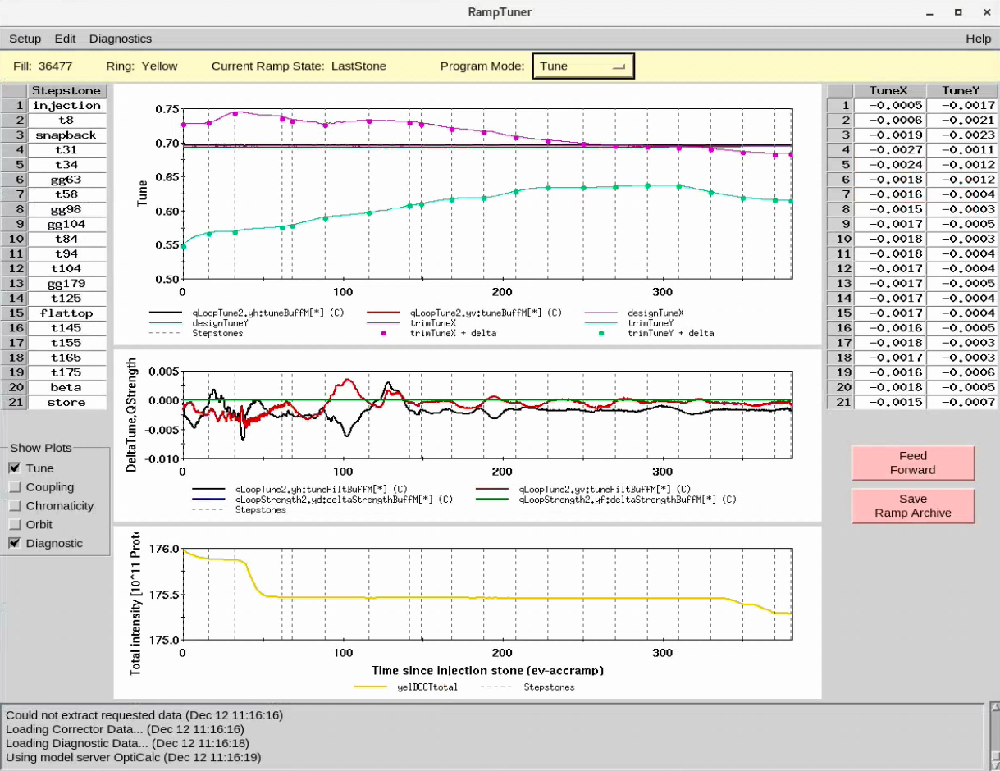 RampTuner
Setup Edit Diagnostics Help
Fill: 36477 Ring: Yellow Current Ramp State: LastStone Program Mode: Tune
Stepstone
1 injection
2 t8
3 snapback
4 t31
5 t34
6 gg63
7 t58
8 gg98
9 gg104
10 t84
11 t94
12 t104
13 gg179
14 t125
15 flattop
16 t145
17 t155
18 t165
19 t175
20 beta
21 store
Show Plots
Tune
Coupling
Chromaticity
Orbit
Diagnostic
Tune
0.75
0.70
0.65
0.60
0.55
0.50
0 100 200 300
qLoopTune2.yh:tuneBuffM[*] (C) qLoopTune2.yv:tuneBuffM[*] (C) designTuneX
designTuneY trimTuneX trimTuneY
Stepstones trimTuneX + delta trimTuneY + delta
DeltaTune,QStrength
0.005
0.000
-0.005
-0.010
0 100 200 300
qLoopTune2.yh:tuneFiltBuffM[*] (C) qLoopTune2.yv:tuneFiltBuffM[*] (C)
qLoopStrength2.yd:deltaStrengthBuffM[*] (C) qLoopStrength2.yf:deltaStrengthBuffM[*] (C)
Stepstones
Total intensity [10^11
176.0
175.5
175.0
0 100 200 300
Time since injection stone (ev-accramp)
yelDCCTtotal Stepstones
TuneX TuneY
1 -0.0005 -0.0017
2 -0.0006 -0.0021
3 -0.0019 -0.0023
4 -0.0027 -0.0011
5 -0.0024 -0.0012
6 -0.0018 -0.0012
7 -0.0016 -0.0004
8 -0.0015 -0.0003
9 -0.0017 -0.0005
10 -0.0018 -0.0003
11 -0.0018 -0.0004
12 -0.0017 -0.0004
13 -0.0017 -0.0005
14 -0.0017 -0.0004
15 -0.0017 -0.0004
16 -0.0016 -0.0005
17 -0.0018 -0.0003
18 -0.0017 -0.0003
19 -0.0016 -0.0006
20 -0.0018 -0.0005
21 -0.0015 -0.0007
Feed
Forward
Save
Ramp Archive
Could not extract requested data (Dec 12 11:16:16)
Loading Corrector Data... (Dec 12 11:16:16)
Loading Diagnostic Data... (Dec 12 11:16:18)
Using model server OptiCalc (Dec 12 11:16:19)